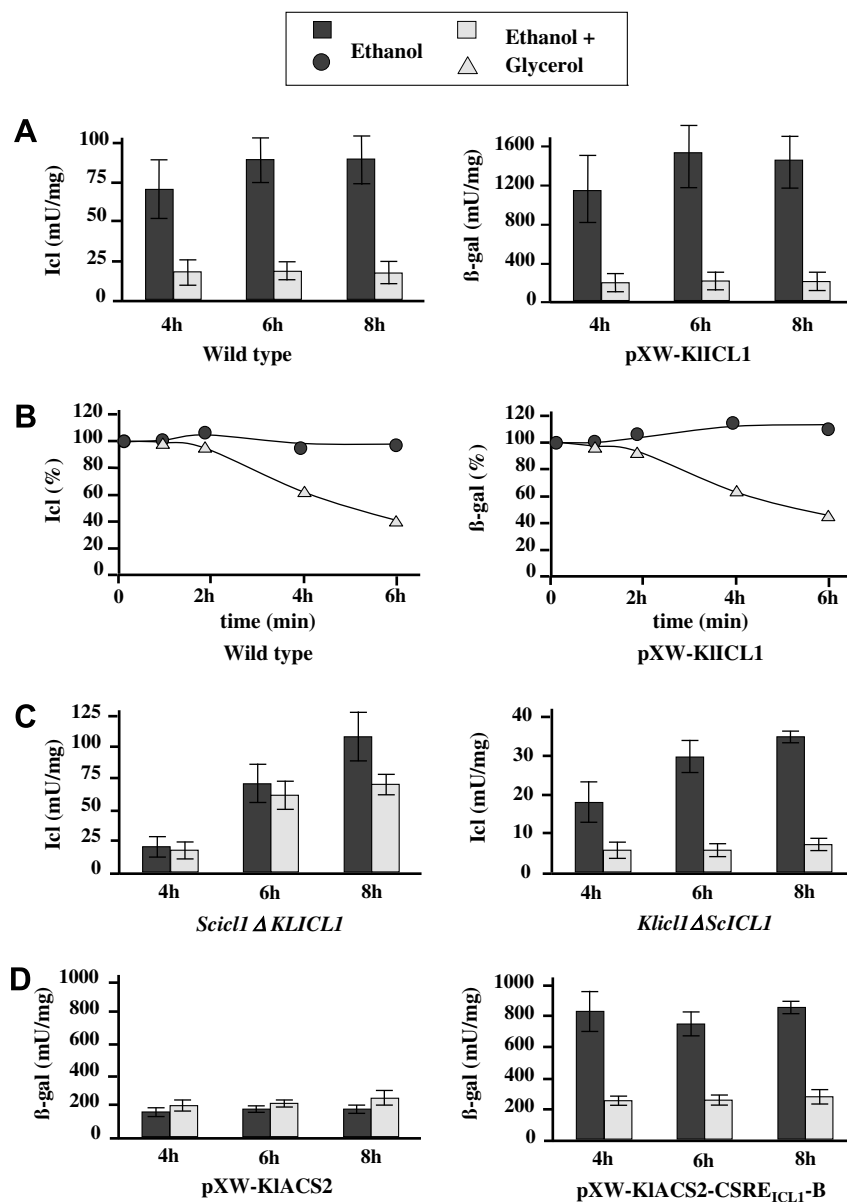 Ethanol
Ethanol +
Glycerol
A
Icl (mU/mg)
100
75
50
25
0
4h
6h
8h
Wild type
ß-gal (mU/mg)
1600
1200
800
400
0
4h
6h
8h
pXW-KlICL1
B
Icl (%)
120
100
80
60
40
20
0
0
2h
4h
6h
time (min)
Wild type
ß-gal (%)
120
100
80
60
40
20
0
0
2h
4h
6h
time (min)
pXW-KlICL1
C
Icl (mU/mg)
125
100
75
50
25
0
4h
6h
8h
Scicl1 Δ KLICL1
Icl (mU/mg)
40
30
20
10
0
4h
6h
8h
Klicl1 Δ ScICL1
D
ß-gal (mU/mg)
1000
800
600
400
200
0
4h
6h
8h
pXW-KlACS2
ß-gal (mU/mg)
1000
800
600
400
200
0
4h
6h
8h
pXW-KlACS2-CSREICL1-B